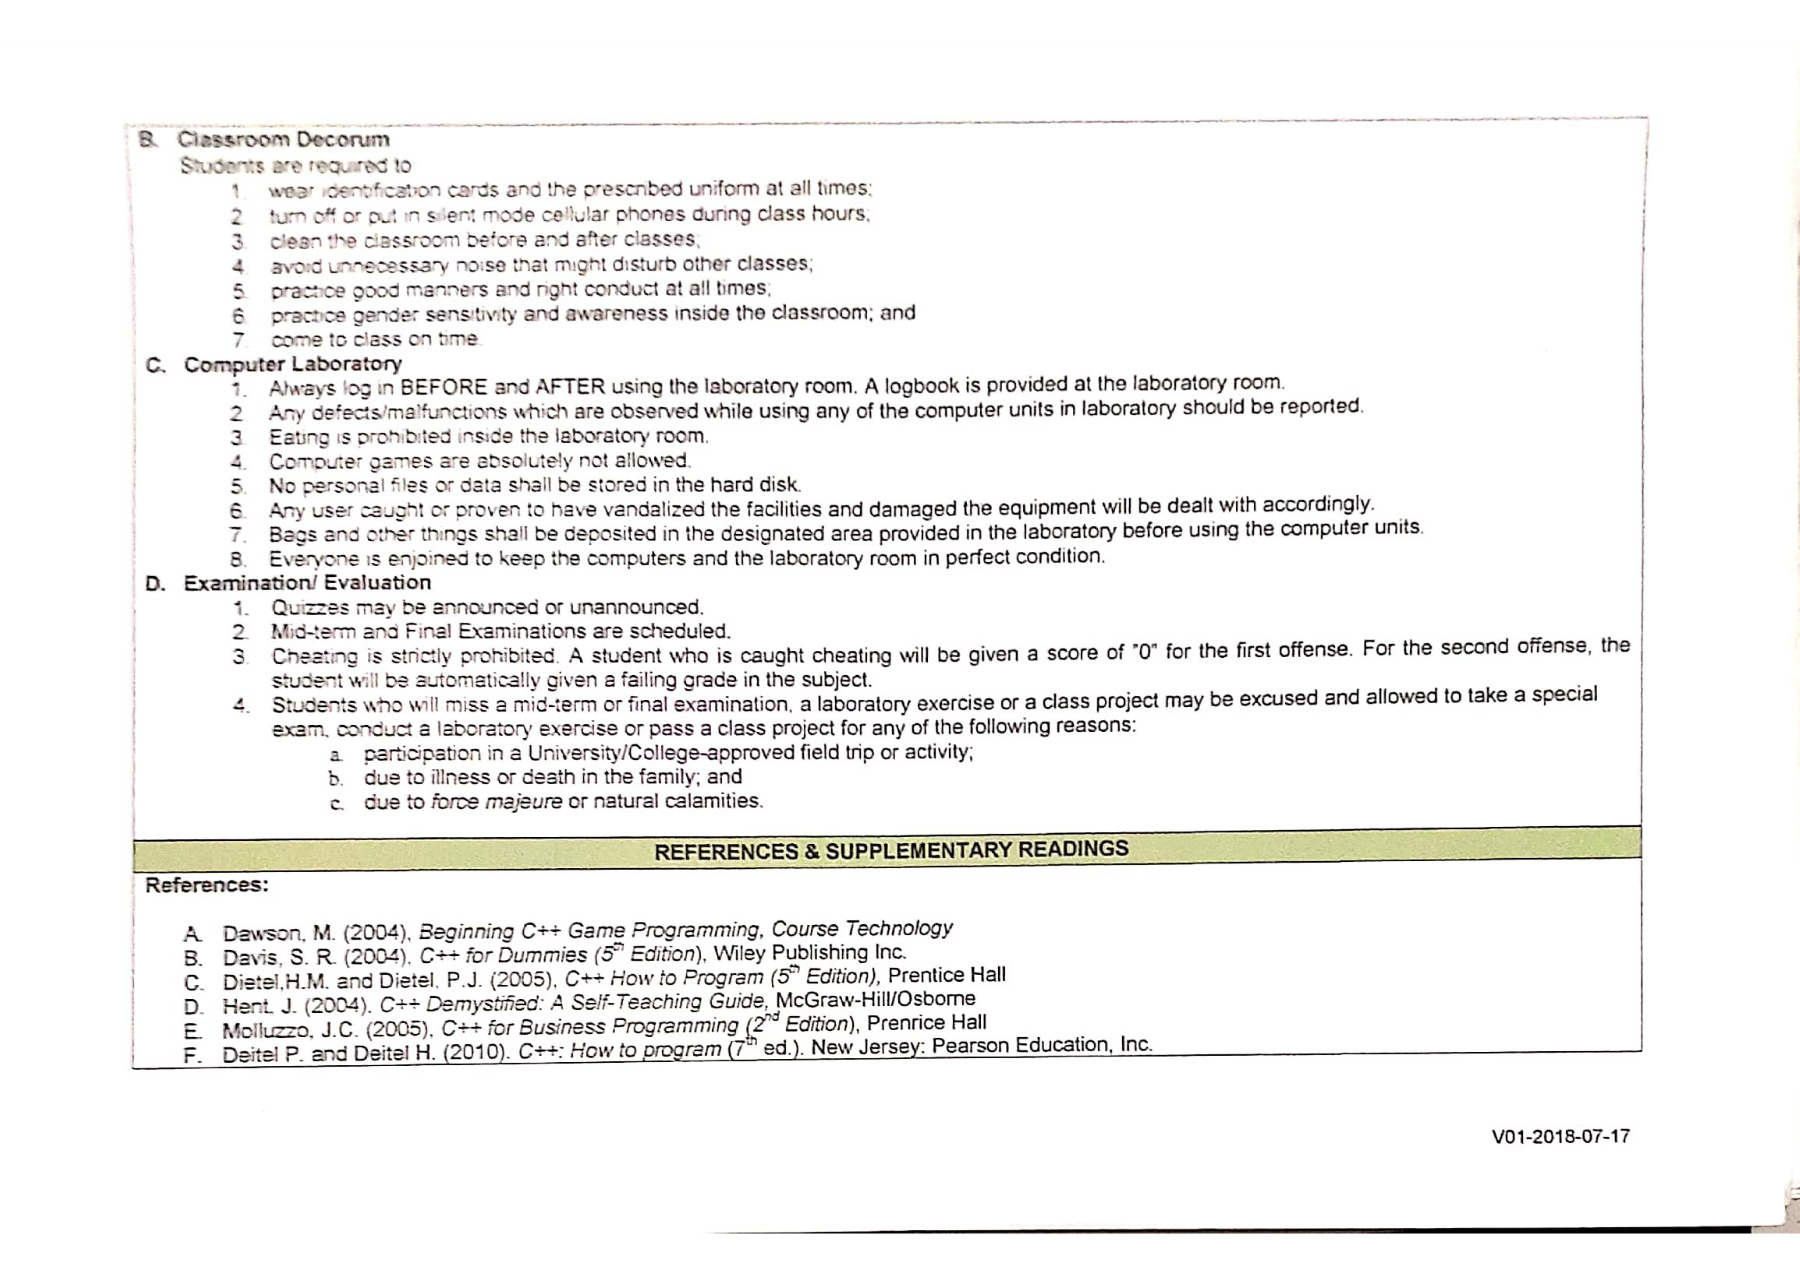 B. Classroom Decorum
Students are required to
1. wear identification cards and the prescribed uniform at all times;
2 turn off or put in silent mode cellular phones during class hours;
3. clean the classroom before and after classes;
4 avoid unnecessary noise that might disturb other classes;
5. practice good manners and right conduct at all times;
6. practice gender sensitivity and awareness inside the classroom; and
7. come to class on time.
C. Computer Laboratory
1. Always log in BEFORE and AFTER using the laboratory room. A logbook is provided at the laboratory room.
2 Any defects/malfunctions which are observed while using any of the computer units in laboratory should be reported.
3. Eating is prohibited inside the laboratory room.
4. Computer games are absolutely not allowed.
5. No personal files or data shall be stored in the hard disk.
6. Any user caught or proven to have vandalized the facilities and damaged the equipment will be dealt with accordingly.
7. Bags and other things shall be deposited in the designated area provided in the laboratory before using the computer units.
8. Everyone is enjoined to keep the computers and the laboratory room in perfect condition.
D. Examination/ Evaluation
1. Quizzes may be announced or unannounced.
2. Mid-term and Final Examinations are scheduled.
3. Cheating is strictly prohibited. A student who is caught cheating will be given a score of "0" for the first offense. For the second offense, the
student will be automatically given a failing grade in the subject.
4. Students who will miss a mid-term or final examination, a laboratory exercise or a class project may be excused and allowed to take a special
exam, conduct a laboratory exercise or pass a class project for any of the following reasons:
a. participation in a University/College-approved field trip or activity;
b. due to illness or death in the family; and
c. due to force majeure or natural calamities.
REFERENCES & SUPPLEMENTARY READINGS
References:
A. Dawson, M. (2004), Beginning C++ Game Programming, Course Technology
B. Davis, S. R. (2004). C++ for Dummies (5th Edition), Wiley Publishing Inc.
C. Dietel,H.M. and Dietel, P.J. (2005), C++ How to Program (5th Edition), Prentice Hall
D. Hent, J. (2004). C++ Demystified: A Self-Teaching Guide, McGraw-Hill/Osborne
E. Molluzzo, J.C. (2005), C++ for Business Programming (2nd Edition), Prenrice Hall
F. Deitel P. and Deitel H. (2010). C++: How to program (7th ed.). New Jersey: Pearson Education, Inc.
V01-2018-07-17